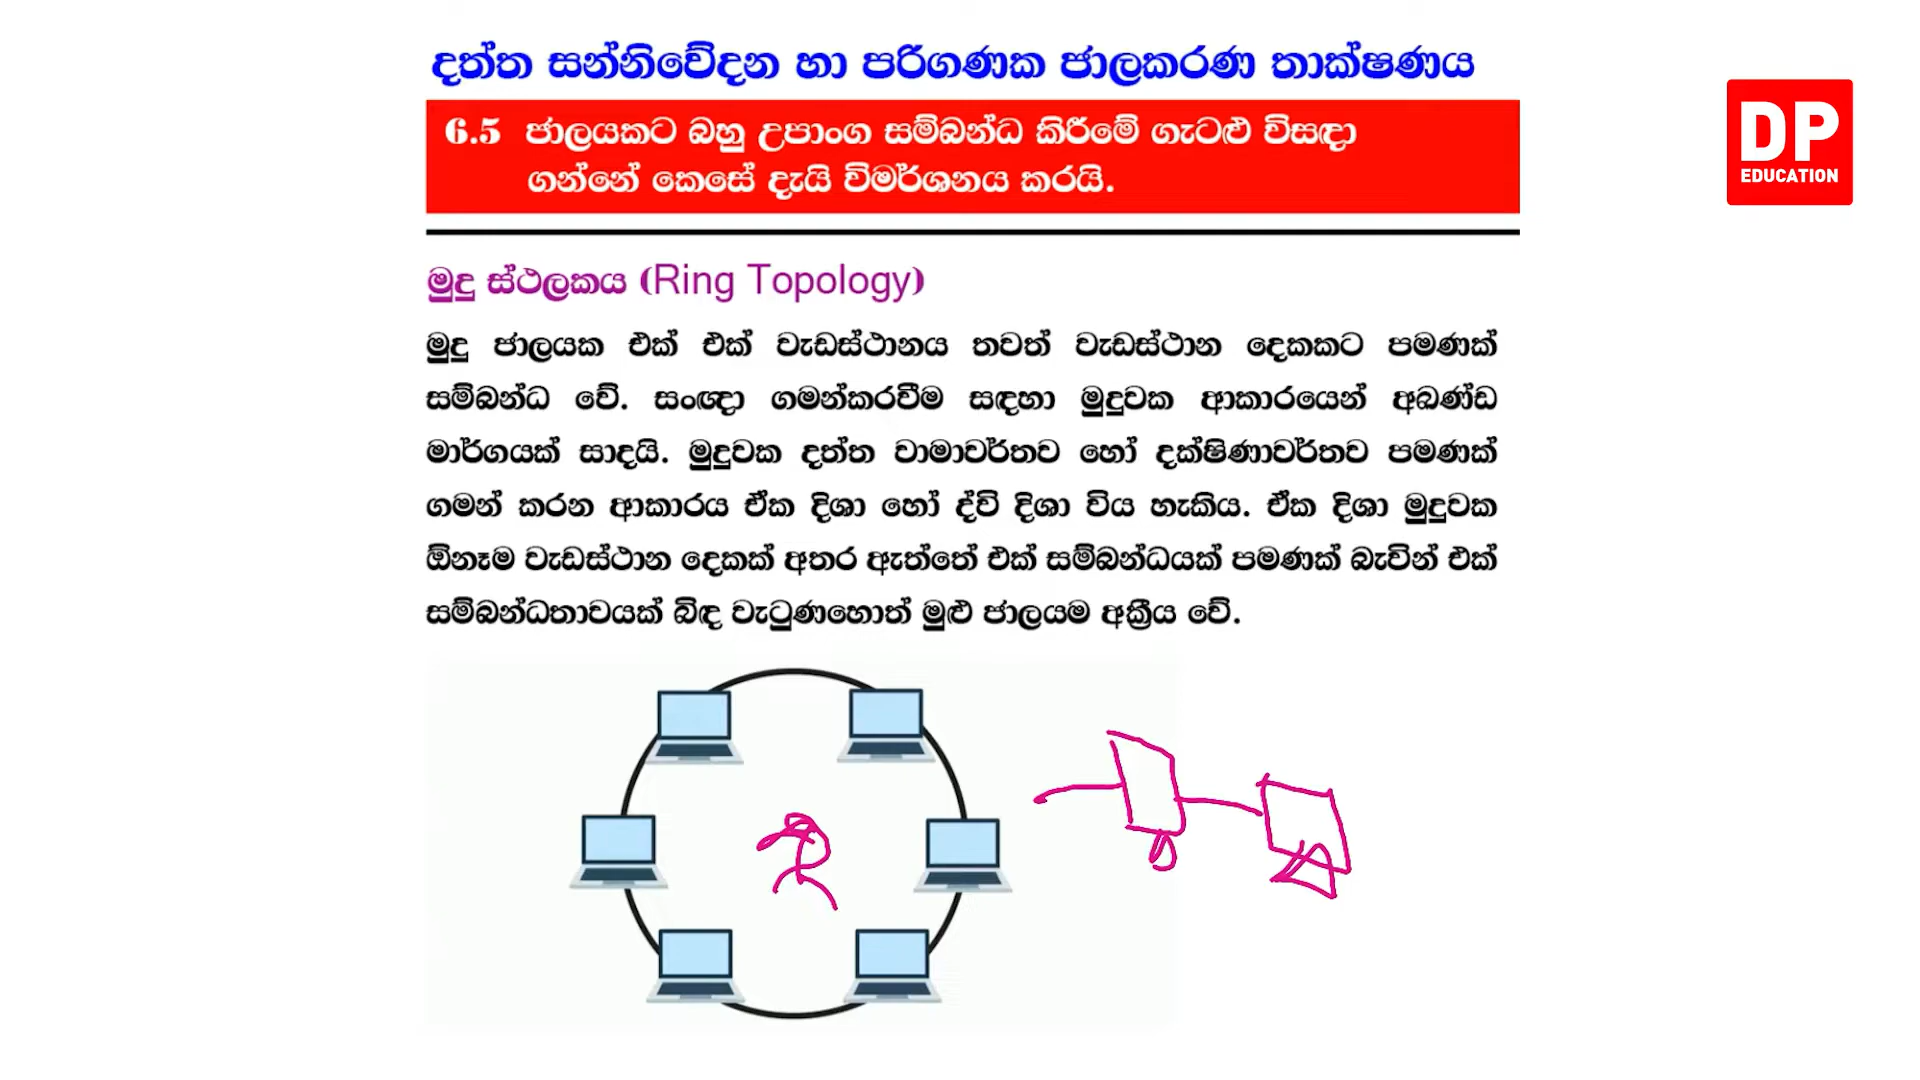 දත්ත සන්නිවේදන හා පරිගණක ජාලකරණ තාක්ෂණය
6.5 ජාලයකට බහු උපාංග සම්බන්ධ කිරීමේ ගැටළු විසඳා
ගන්නේ කෙසේ දැයි විමර්ශනය කරයි.
DP
EDUCATION
මුදු ස්ථලකය (Ring Topology)
මුදු ජාලයක එක් එක් වැඩස්ථානය තවත් වැඩස්ථාන දෙකකට පමණක්
සම්බන්ධ වේ. සංඥා ගමන්කරවීම සඳහා මුදුවක ආකාරයෙන් අඛණ්ඩ
මාර්ගයක් සාදයි. මුදුවක දත්ත වාමාවර්තව හෝ දක්ෂිණාවර්තව පමණක්
ගමන් කරන ආකාරය ඒක දිශා හෝ ද්වි දිශා විය හැකිය. ඒක දිශා මුදුවක
ඕනෑම වැඩස්ථාන දෙකක් අතර ඇත්තේ එක් සම්බන්ධයක් පමණක් බැවින් එක්
සම්බන්ධතාවයක් බිඳ වැටුණහොත් මුළු ජාලයම අක්‍රීය වේ.